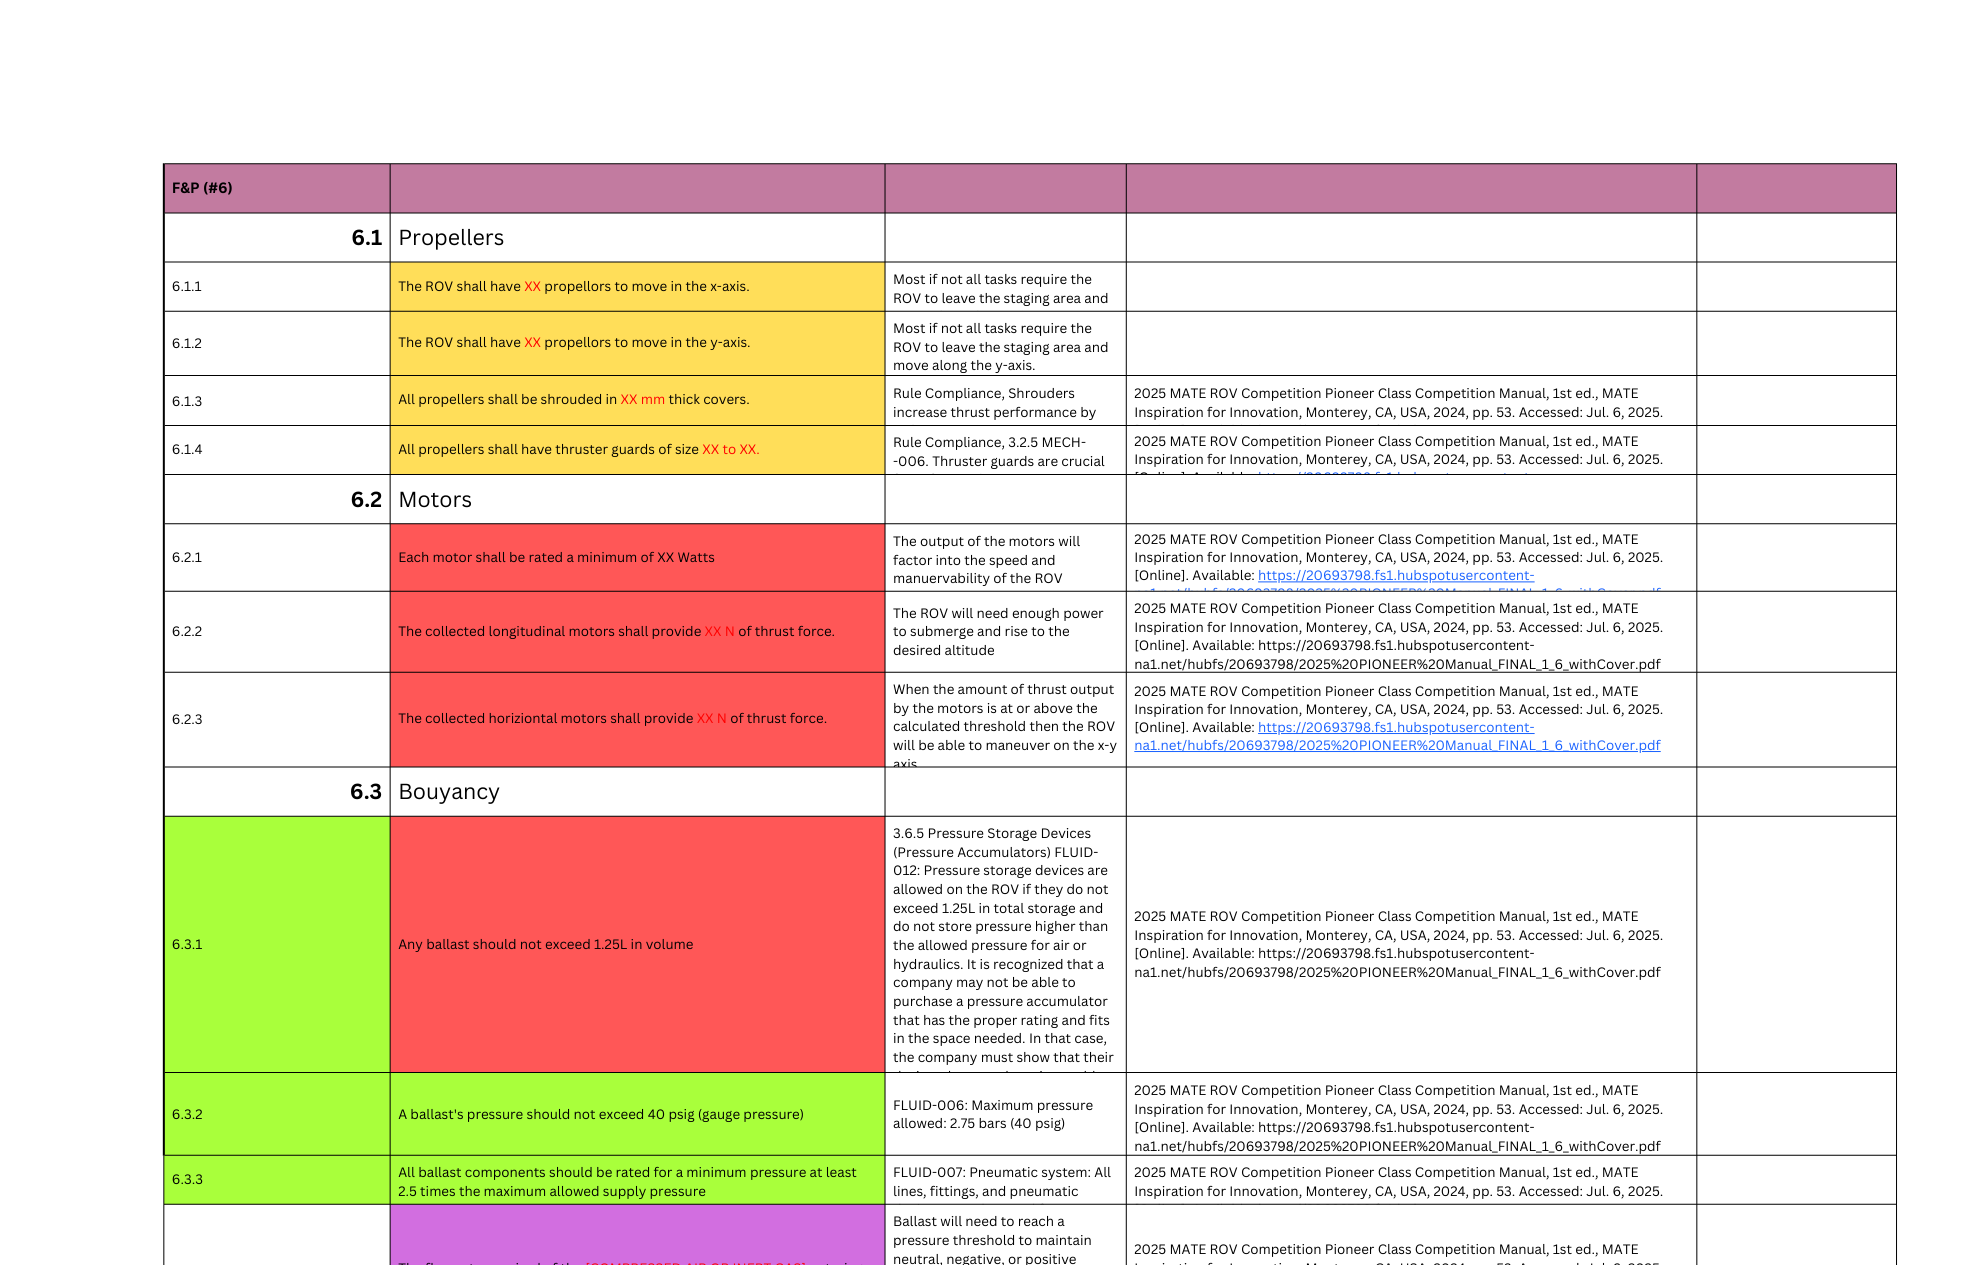 F&P (#6)
6.1 Propellers
6.1.1
The ROV shall have XX propellors to move in the x-axis.
Most if not all tasks require the
ROV to leave the staging area and
6.1.2
The ROV shall have XX propellors to move in the y-axis.
Most if not all tasks require the
ROV to leave the staging area and
move along the y-axis.
6.1.3
All propellers shall be shrouded in XX mm thick covers.
Rule Compliance, Shrouders
increase thrust performance by
2025 MATE ROV Competition Pioneer Class Competition Manual, 1st ed., MATE
Inspiration for Innovation, Monterey, CA, USA, 2024, pp. 53. Accessed: Jul. 6, 2025.
6.1.4
All propellers shall have thruster guards of size XX to XX.
Rule Compliance, 3.2.5 MECH-
-006. Thruster guards are crucial
2025 MATE ROV Competition Pioneer Class Competition Manual, 1st ed., MATE
Inspiration for Innovation, Monterey, CA, USA, 2024, pp. 53. Accessed: Jul. 6, 2025.
6.2 Motors
6.2.1
Each motor shall be rated a minimum of XX Watts
The output of the motors will
factor into the speed and
manuervability of the ROV
2025 MATE ROV Competition Pioneer Class Competition Manual, 1st ed., MATE
Inspiration for Innovation, Monterey, CA, USA, 2024, pp. 53. Accessed: Jul. 6, 2025.
[Online]. Available: https://20693798.fs1.hubspotusercontent-
na1.net/hubfs/20693798/2025%20PIONEER%20Manual_FINAL_1_6_withCover.pdf
6.2.2
The collected longitudinal motors shall provide XX N of thrust force.
The ROV will need enough power
to submerge and rise to the
desired altitude
2025 MATE ROV Competition Pioneer Class Competition Manual, 1st ed., MATE
Inspiration for Innovation, Monterey, CA, USA, 2024, pp. 53. Accessed: Jul. 6, 2025.
[Online]. Available: https://20693798.fs1.hubspotusercontent-
na1.net/hubfs/20693798/2025%20PIONEER%20Manual_FINAL_1_6_withCover.pdf
6.2.3
The collected horiziontal motors shall provide XX N of thrust force.
When the amount of thrust output
by the motors is at or above the
calculated threshold then the ROV
will be able to maneuver on the x-y
axis
2025 MATE ROV Competition Pioneer Class Competition Manual, 1st ed., MATE
Inspiration for Innovation, Monterey, CA, USA, 2024, pp. 53. Accessed: Jul. 6, 2025.
[Online]. Available: https://20693798.fs1.hubspotusercontent-
na1.net/hubfs/20693798/2025%20PIONEER%20Manual_FINAL_1_6_withCover.pdf
6.3 Bouyancy
6.3.1
Any ballast should not exceed 1.25L in volume
3.6.5 Pressure Storage Devices
(Pressure Accumulators) FLUID-
012: Pressure storage devices are
allowed on the ROV if they do not
exceed 1.25L in total storage and
do not store pressure higher than
the allowed pressure for air or
hydraulics. It is recognized that a
company may not be able to
purchase a pressure accumulator
that has the proper rating and fits
in the space needed. In that case,
the company must show that their
2025 MATE ROV Competition Pioneer Class Competition Manual, 1st ed., MATE
Inspiration for Innovation, Monterey, CA, USA, 2024, pp. 53. Accessed: Jul. 6, 2025.
[Online]. Available: https://20693798.fs1.hubspotusercontent-
na1.net/hubfs/20693798/2025%20PIONEER%20Manual_FINAL_1_6_withCover.pdf
6.3.2
A ballast's pressure should not exceed 40 psig (gauge pressure)
FLUID-006: Maximum pressure
allowed: 2.75 bars (40 psig)
2025 MATE ROV Competition Pioneer Class Competition Manual, 1st ed., MATE
Inspiration for Innovation, Monterey, CA, USA, 2024, pp. 53. Accessed: Jul. 6, 2025.
[Online]. Available: https://20693798.fs1.hubspotusercontent-
na1.net/hubfs/20693798/2025%20PIONEER%20Manual_FINAL_1_6_withCover.pdf
6.3.3
All ballast components should be rated for a minimum pressure at least
2.5 times the maximum allowed supply pressure
FLUID-007: Pneumatic system: All
lines, fittings, and pneumatic
2025 MATE ROV Competition Pioneer Class Competition Manual, 1st ed., MATE
Inspiration for Innovation, Monterey, CA, USA, 2024, pp. 53. Accessed: Jul. 6, 2025.
Ballast will need to reach a
pressure threshold to maintain
neutral, negative, or positive
2025 MATE ROV Competition Pioneer Class Competition Manual, 1st ed., MATE